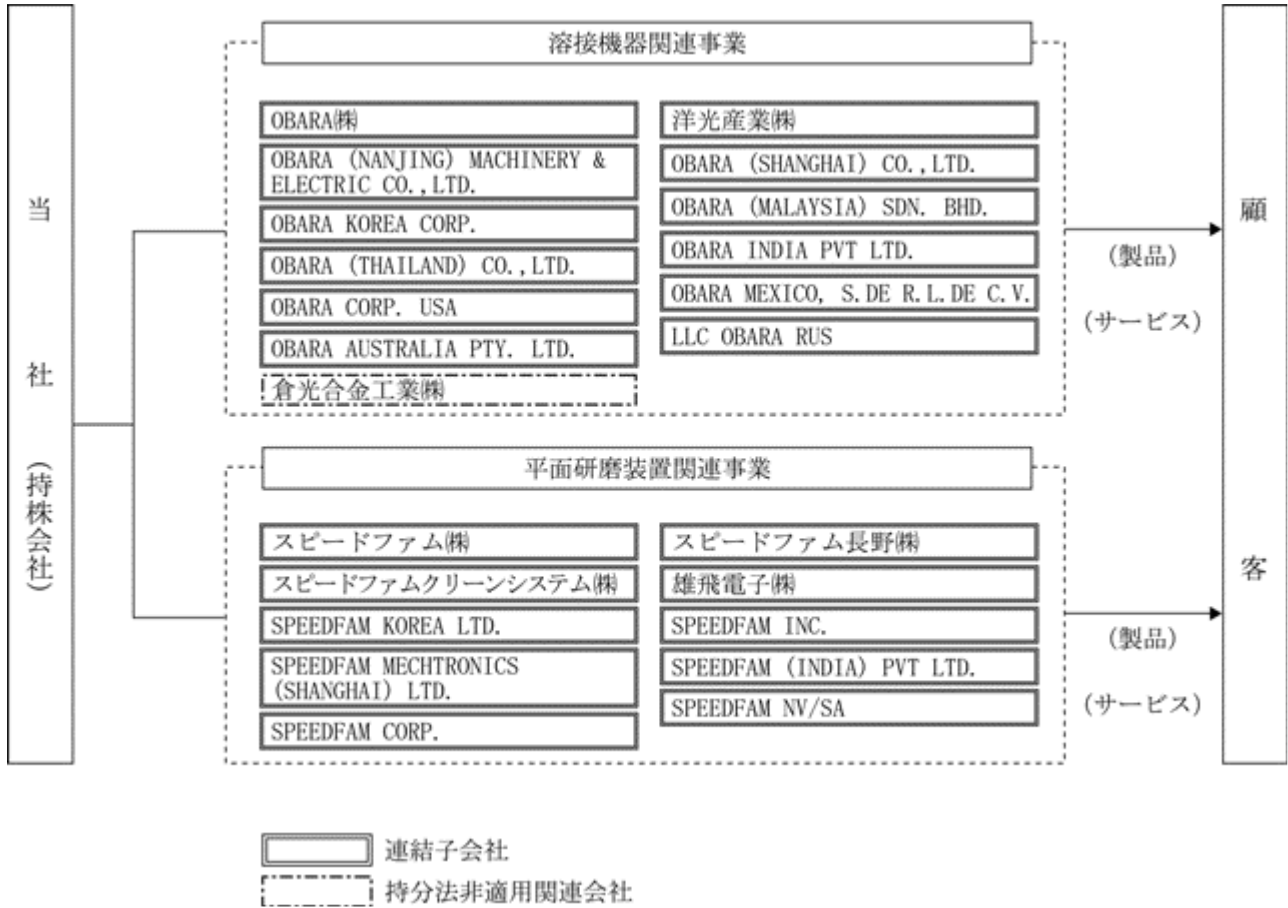 当社(持株会社)
溶接機器関連事業
OBARA㈱
OBARA (NANJING) MACHINERY &
ELECTRIC CO.,LTD.
OBARA KOREA CORP.
OBARA (THAILAND) CO.,LTD.
OBARA CORP. USA
OBARA AUSTRALIA PTY. LTD.
倉光合金工業㈱
洋光産業㈱
OBARA (SHANGHAI) CO.,LTD.
OBARA (MALAYSIA) SDN. BHD.
OBARA INDIA PVT LTD.
OBARA MEXICO, S.DE R.L.DE C.V.
LLC OBARA RUS
(製品)
(サービス)
平面研磨装置関連事業
スピードファム㈱
スピードファムクリーンシステム㈱
SPEEDFAM KOREA LTD.
SPEEDFAM MECHTRONICS
(SHANGHAI) LTD.
SPEEDFAM CORP.
スピードファム長野㈱
雄飛電子㈱
SPEEDFAM INC.
SPEEDFAM (INDIA) PVT LTD.
SPEEDFAM NV/SA
(製品)
(サービス)
顧客
連結子会社
持分法非適用関連会社